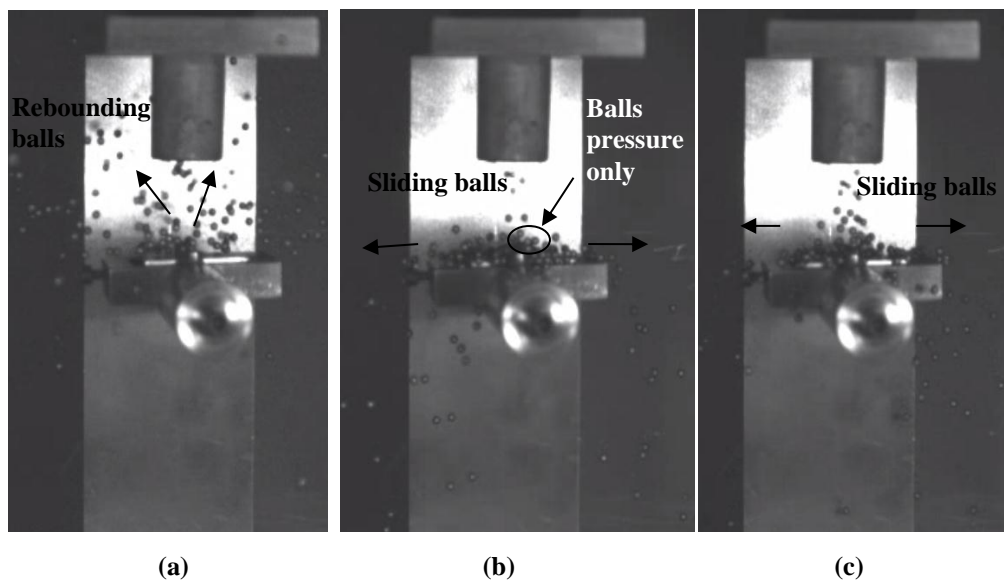 Rebounding
balls
Sliding balls
Balls
pressure
only
Sliding balls
(a)
(b)
(c)